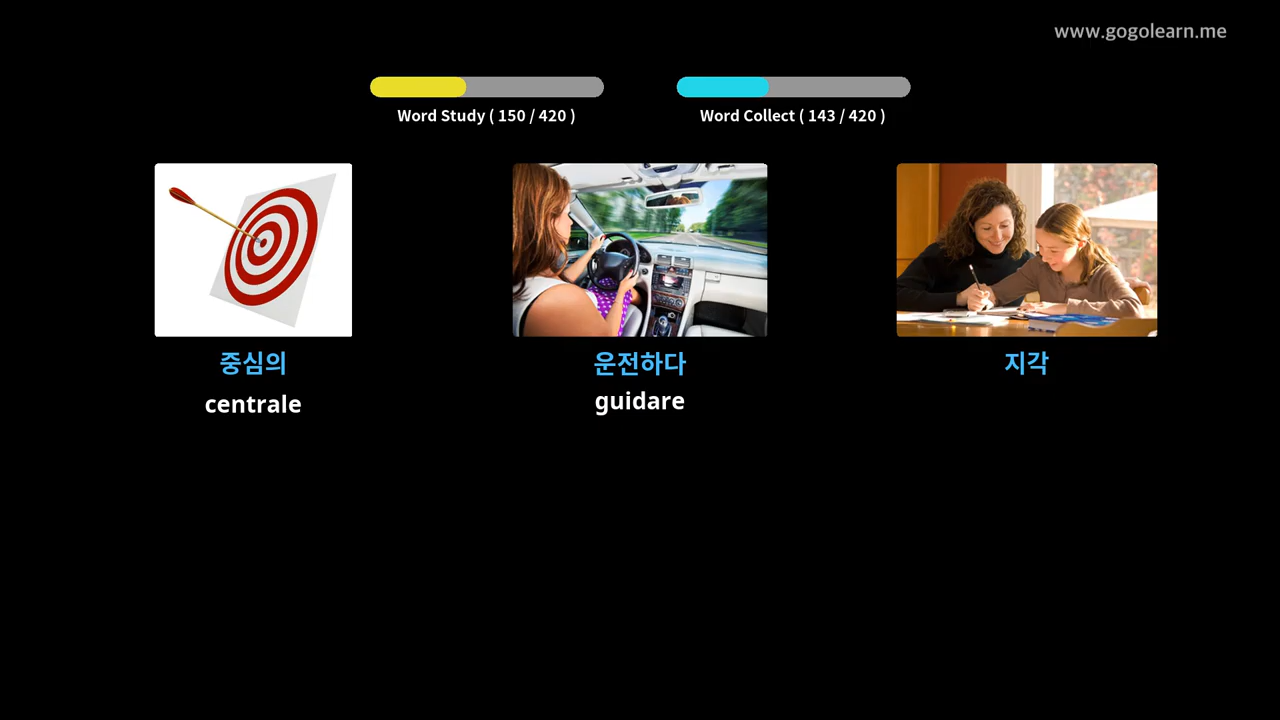 www.gogolearn.me
Word Study ( 150 / 420 )
Word Collect ( 143 / 420 )
중심의
centrale
운전하다
guidare
지각